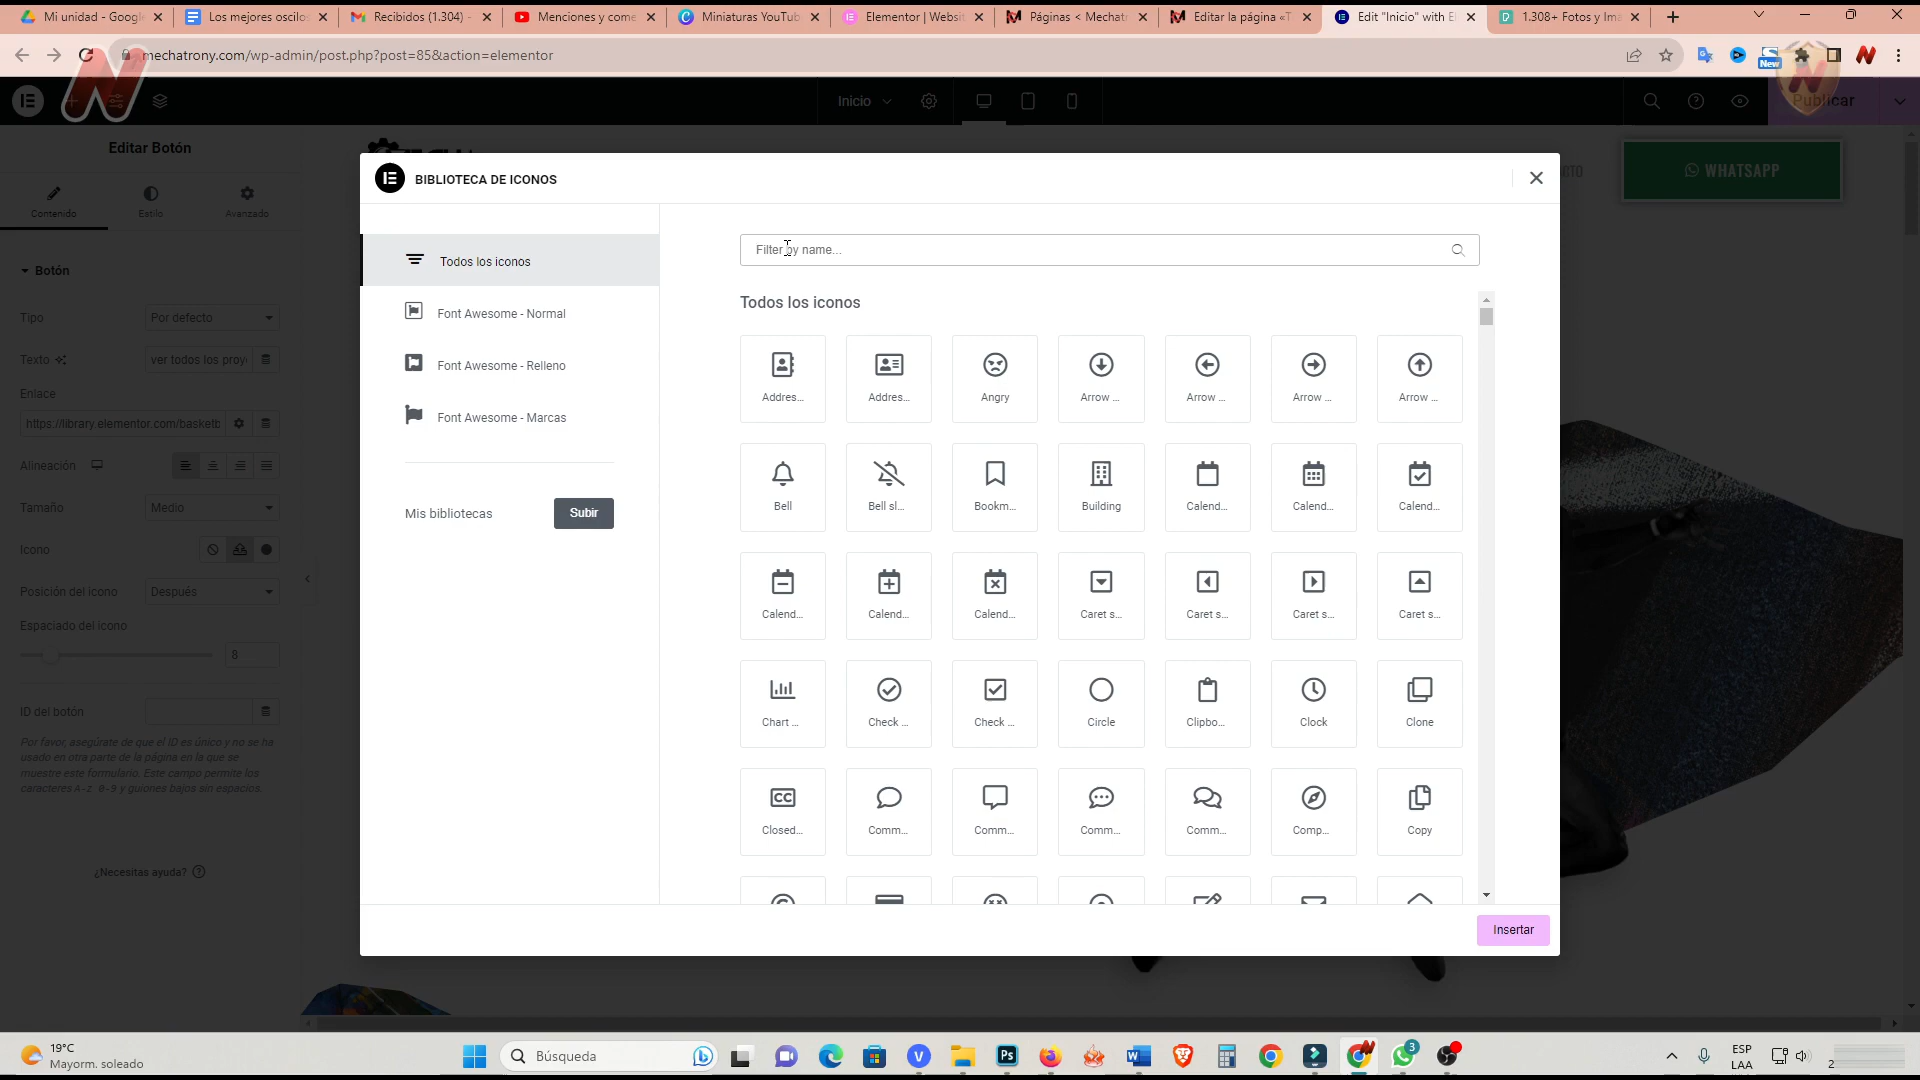 Mi unidad - Google
Los mejores oscilos
Recibidos (1.304) -
Menciones y come
Miniaturas YouTub
Elementor | Websit
Páginas < Mechatr
Editar la página «T
Edit "Inicio" with El
1.308+ Fotos y Imá
mechatrony.com/wp-admin/post.php?post=85&action=elementor
New
Inicio
Publicar
Editar Botón
Contenido
Estilo
Avanzado
WHATSAPP
BIBLIOTECA DE ICONOS
Botón
Tipo
Por defecto
Texto
ver todos los proye
Enlace
https://library.elementor.com/basketb
Alineación
Tamaño
Medio
Icono
Posición del icono
Después
Espaciado del icono
8
ID del botón
Por favor, asegúrate de que el ID es único y no se ha
usado en otra parte de la página en la que se
muestre este formulario. Este campo permite los
caracteres A-z 0-9 y guiones bajos sin espacios.
¿Necesitas ayuda?
Todos los iconos
Font Awesome - Normal
Font Awesome - Relleno
Font Awesome - Marcas
Mis bibliotecas
Subir
Filter by name...
Todos los iconos
Addres... Addres... Angry Arrow ... Arrow ... Arrow ... Arrow ...
Bell Bell sl... Bookm... Building Calend... Calend... Calend...
Calend... Calend... Calend... Caret s... Caret s... Caret s... Caret s...
Chart ... Check ... Check ... Circle Clipbo... Clock Clone
Closed... Comm... Comm... Comm... Comm... Comp... Copy
Insertar
19°C
Mayorm. soleado
Búsqueda
3
ESP
LAA
2